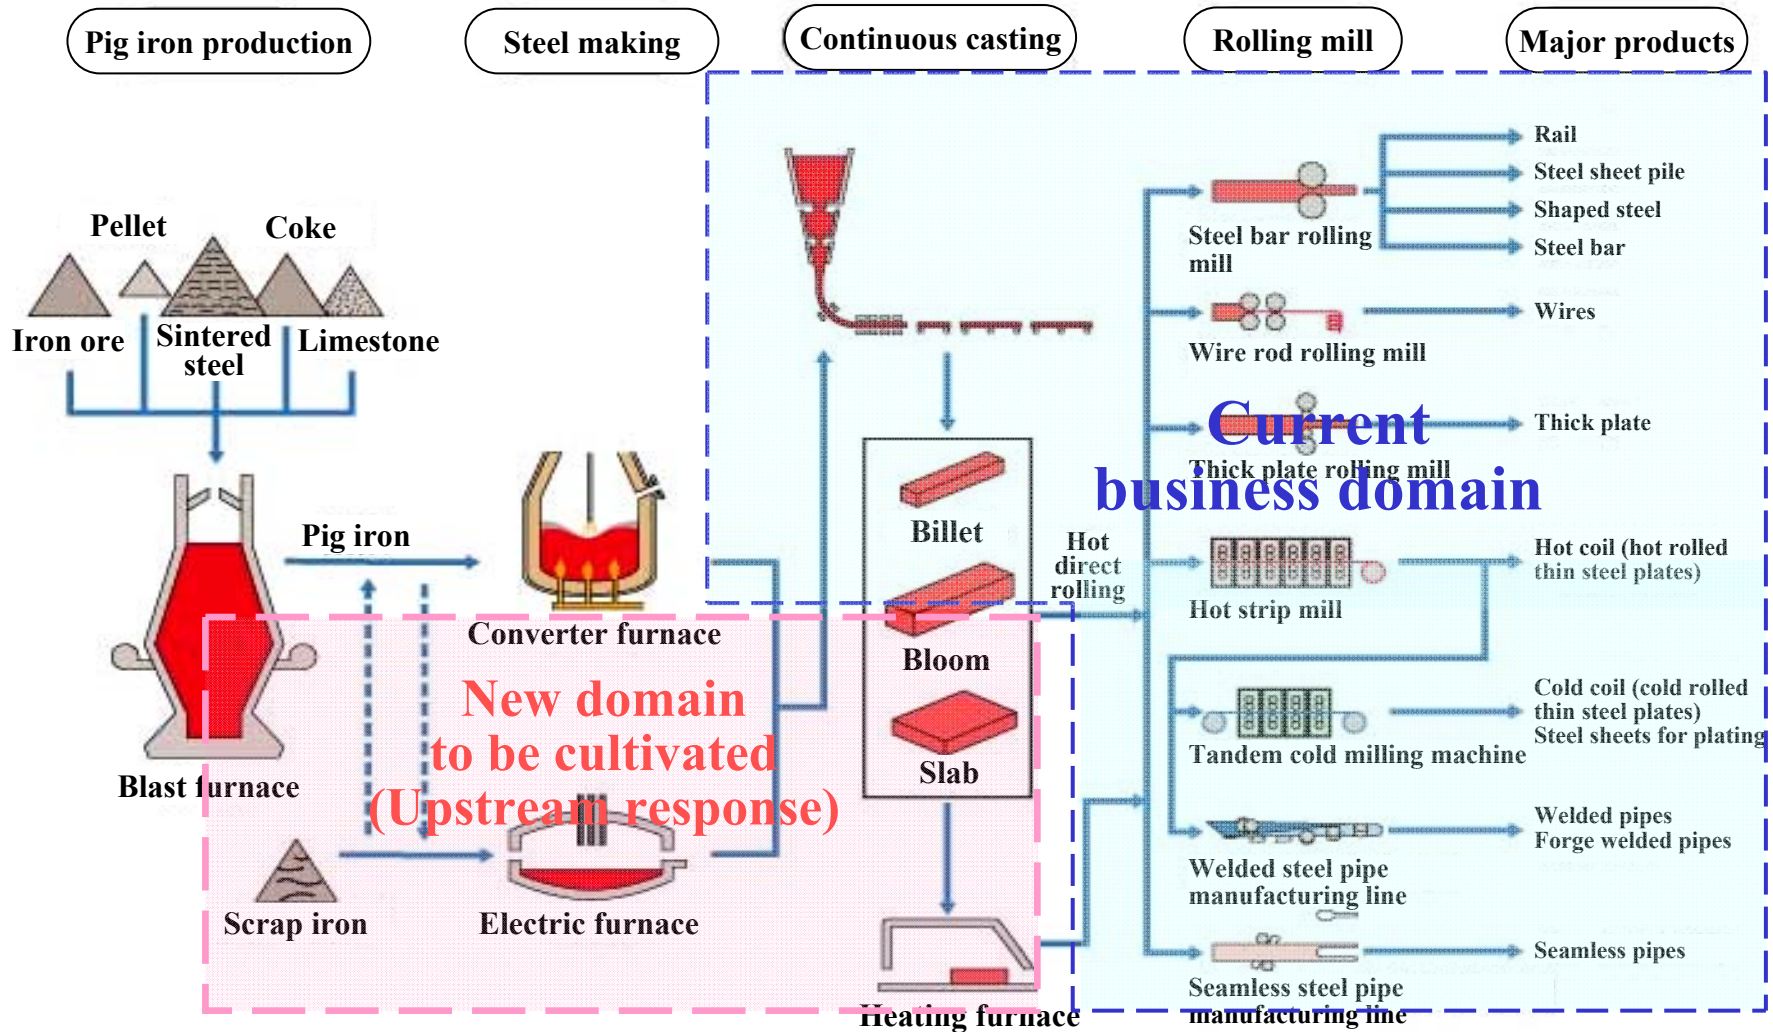 Pig iron production
Steel making
Continuous casting
Rolling mill
Major products
Pellet
Coke
Iron ore
Sintered
steel
Limestone
Pig iron
Blast furnace
Converter furnace
Scrap iron
Electric furnace
New domain
to be cultivated
(Upstream response)
Billet
Bloom
Slab
Heating furnace
Hot
direct
rolling
Current
business domain
Steel bar rolling
mill
Wire rod rolling mill
Thick plate rolling mill
Hot strip mill
Tandem cold milling machine
Welded steel pipe
manufacturing line
Seamless steel pipe
manufacturing line
Rail
Steel sheet pile
Shaped steel
Steel bar
Wires
Thick plate
Hot coil (hot rolled
thin steel plates)
Cold coil (cold rolled
thin steel plates)
Steel sheets for plating
Welded pipes
Forge welded pipes
Seamless pipes